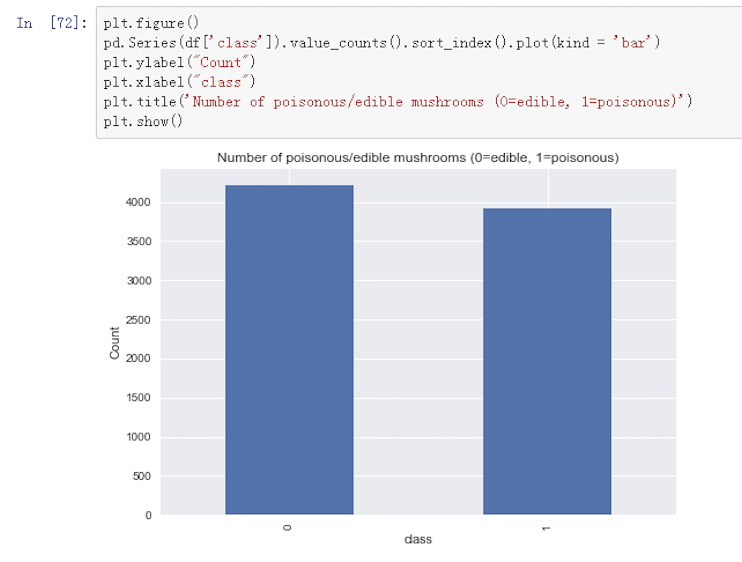 In [72]:
plt.figure()
pd.Series(df['class']).value_counts().sort_index().plot(kind = 'bar')
plt.ylabel("Count")
plt.xlabel("class")
plt.title('Number of poisonous/edible mushrooms (0=edible, 1=poisonous)')
plt.show()
Number of poisonous/edible mushrooms (0=edible, 1=poisonous)
4000
3500
3000
2500
2000
1500
1000
500
0
Count
0
1
class